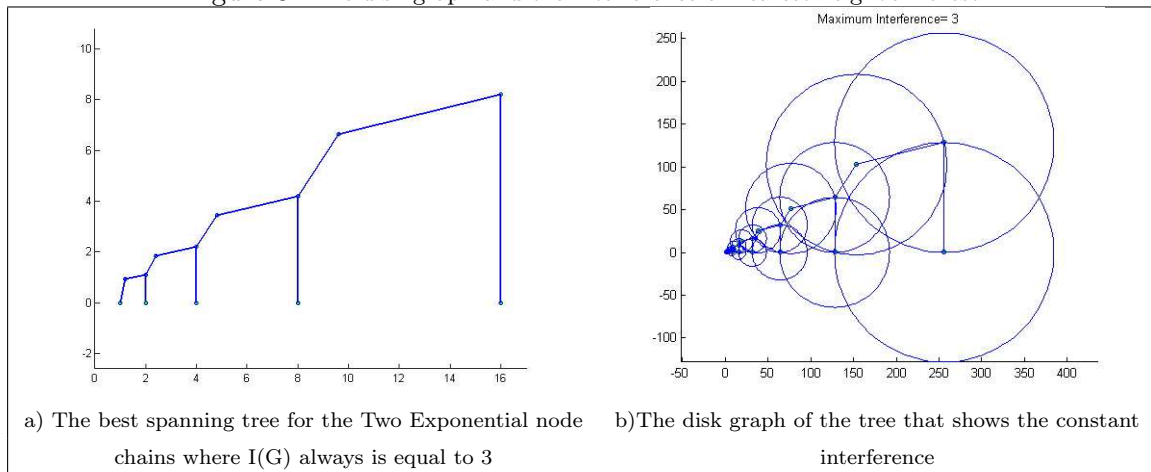 Maximum Interference= 3
10
8
6
4
2
0
-2
0 2 4 6 8 10 12 14 16
250
200
150
100
50
0
-50
-100
-50 0 50 100 150 200 250 300 350 400
a) The best spanning tree for the Two Exponential node
chains where I(G) always is equal to 3
b)The disk graph of the tree that shows the constant
interference